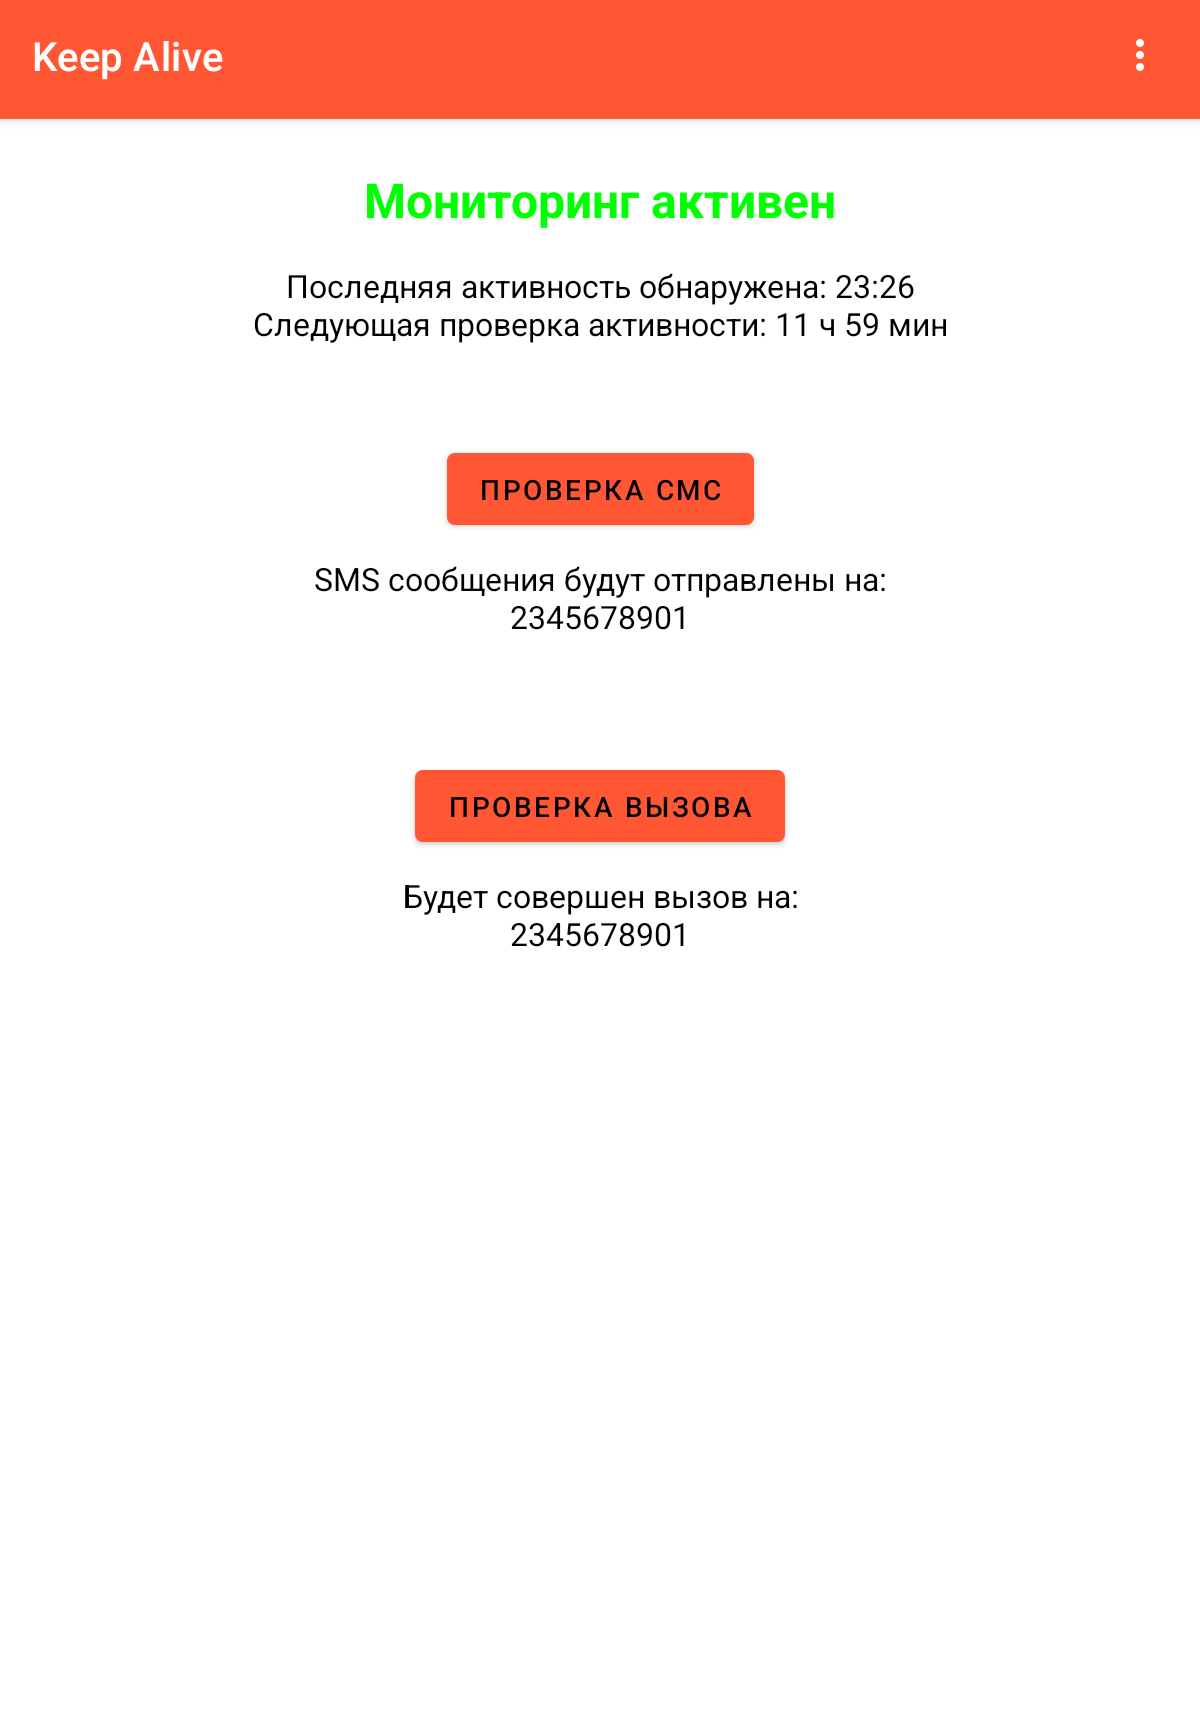 Keep Alive
Мониторинг активен
Последняя активность обнаружена: 23:26
Следующая проверка активности: 11 ч 59 мин
ПРОВЕРКА СМС
SMS сообщения будут отправлены на:
2345678901
ПРОВЕРКА ВЫЗОВА
Будет совершен вызов на:
2345678901